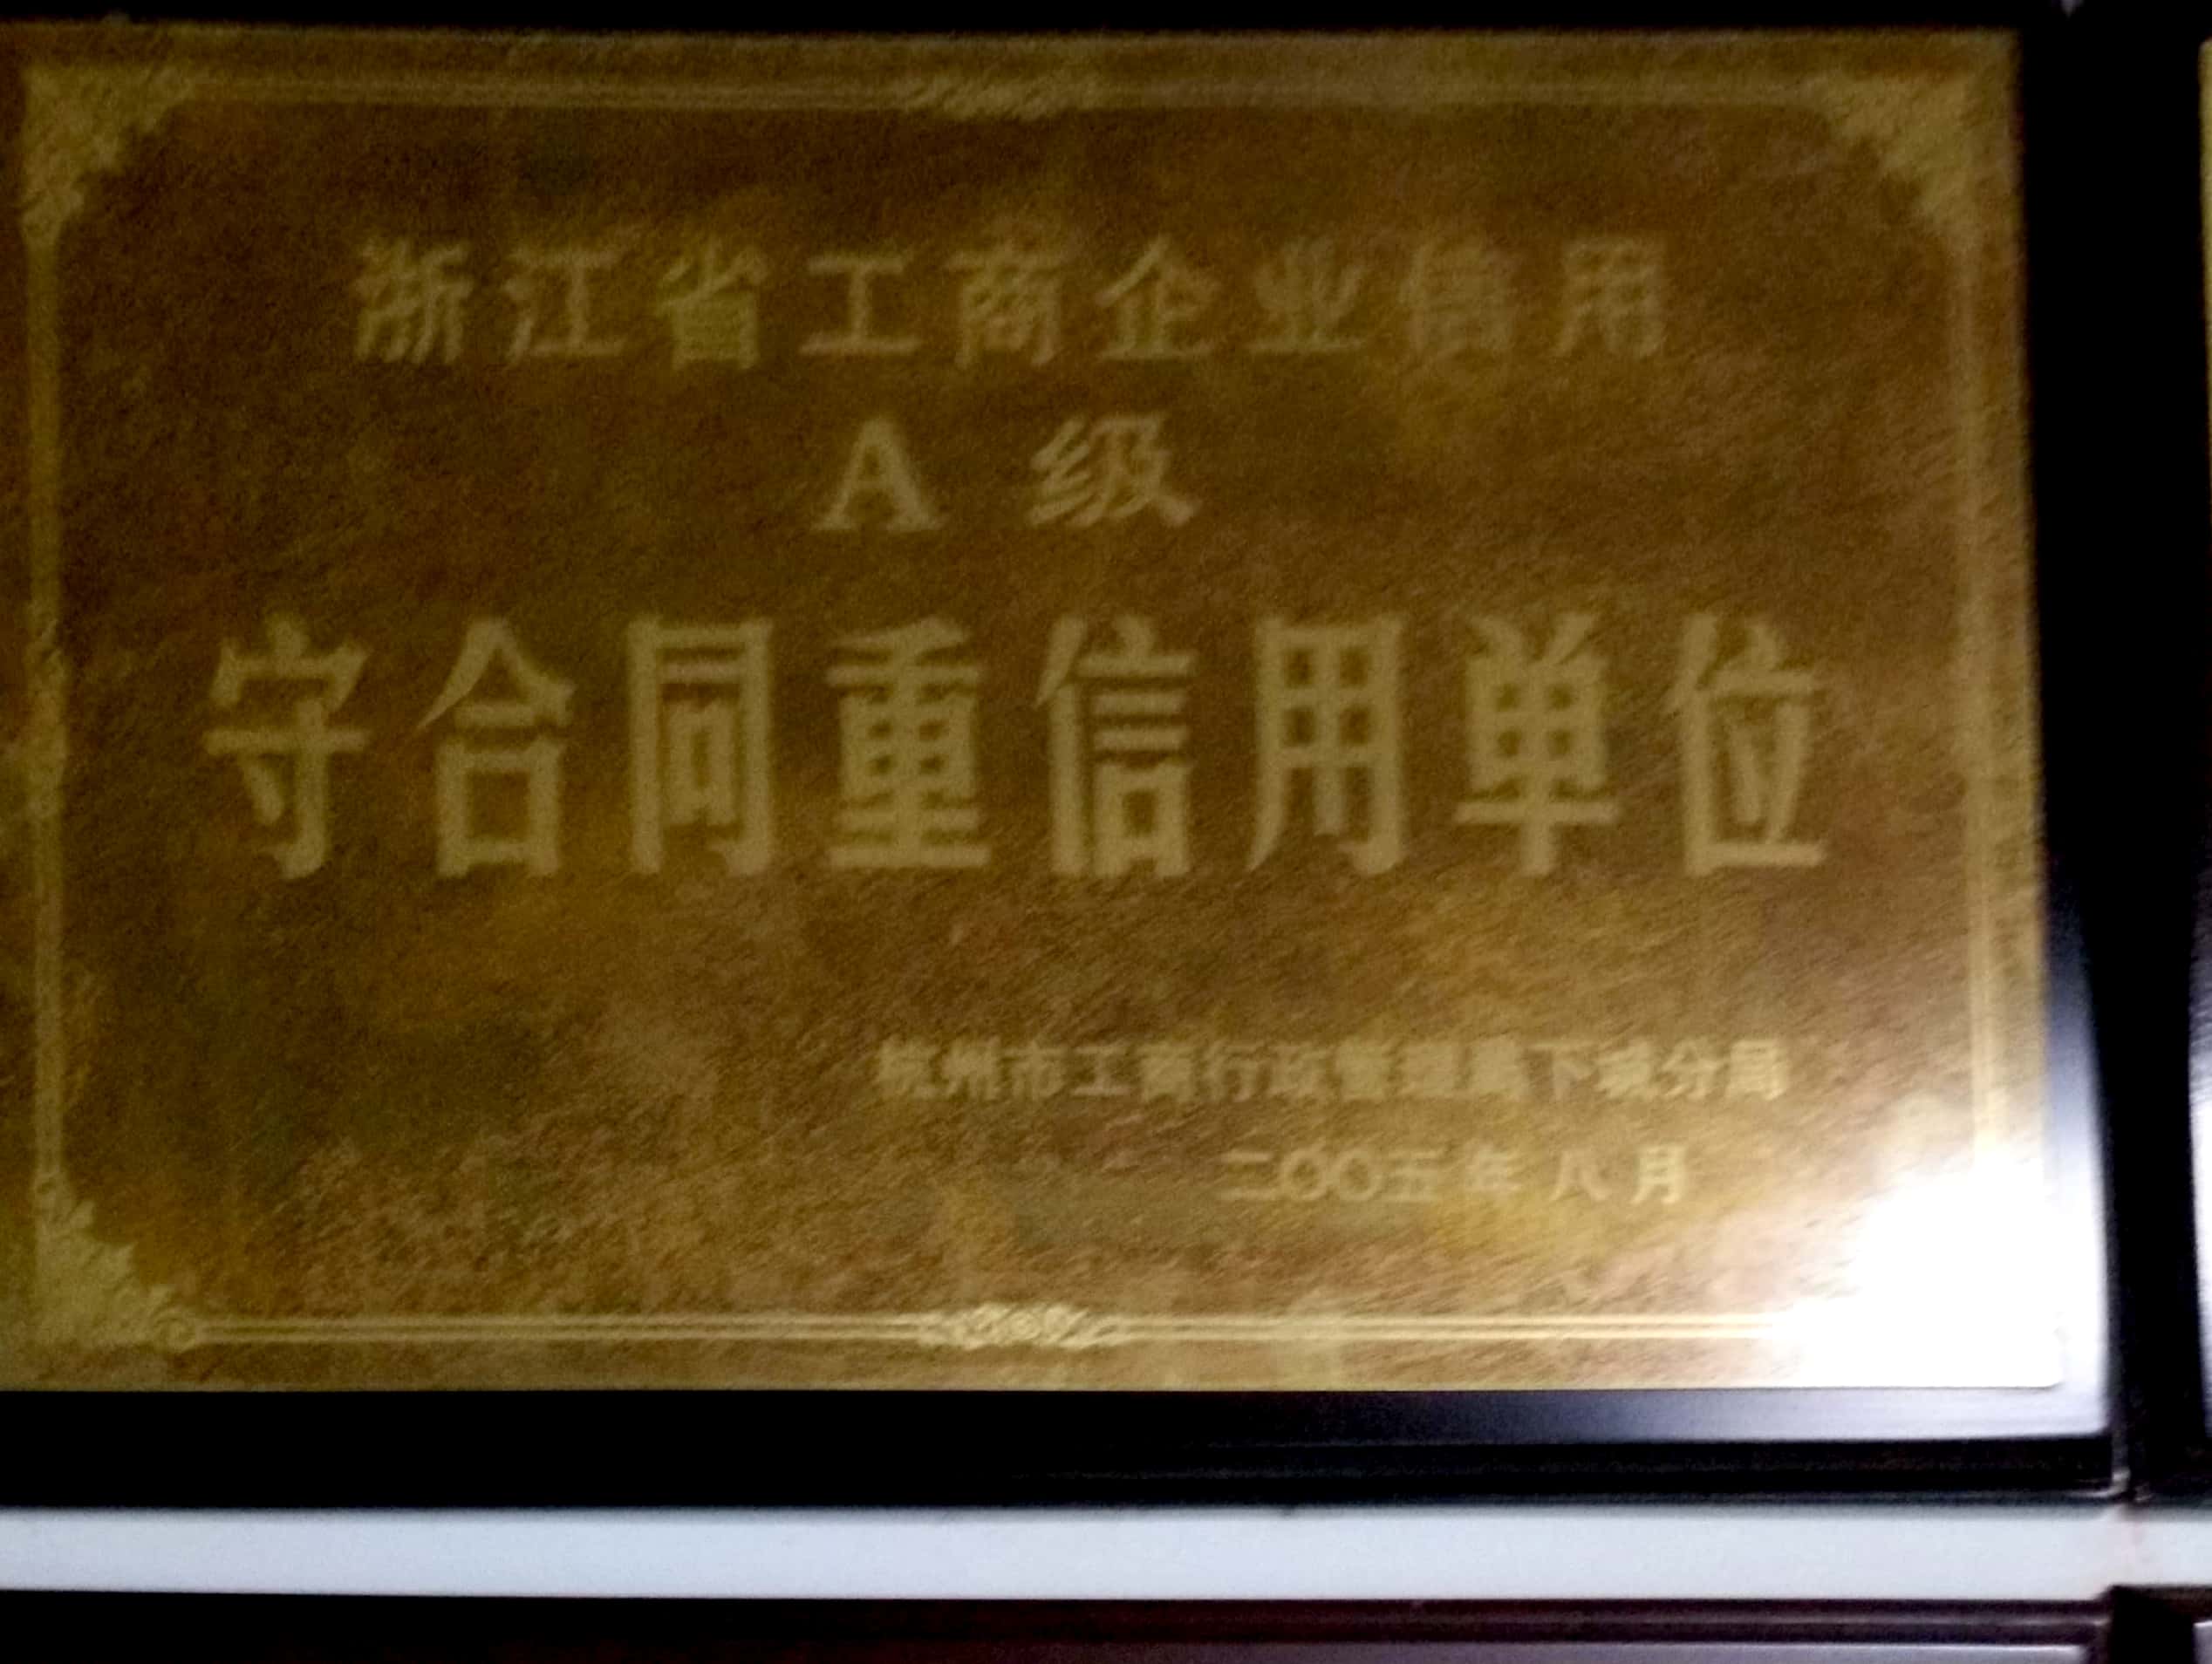 浙江省工商企业信用
A 级
守合同重信用单位
杭州市工商行政管理局下城分局
二〇〇五年八月